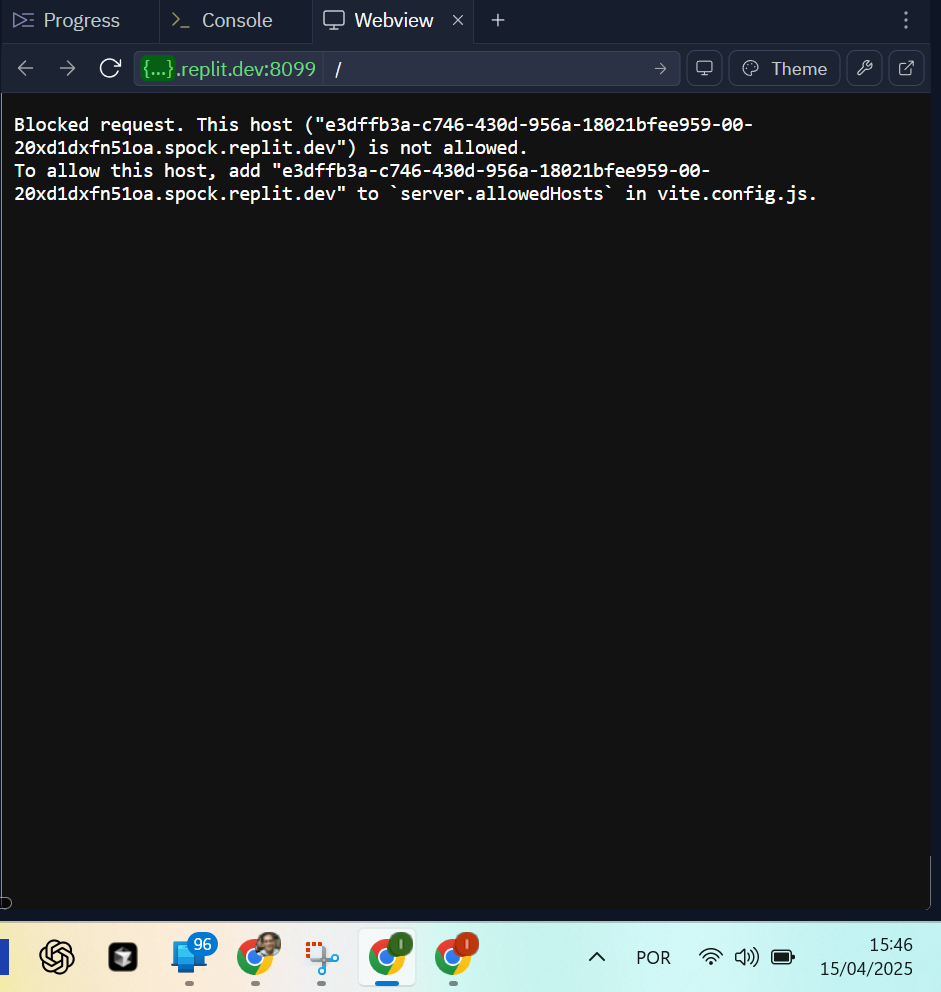 Progress
Console
Webview
{...}.replit.dev:8099 /
Theme
Blocked request. This host ("e3dffb3a-c746-430d-956a-18021bfee959-00-
20xd1dxfn51oa.spock.replit.dev") is not allowed.
To allow this host, add "e3dffb3a-c746-430d-956a-18021bfee959-00-
20xd1dxfn51oa.spock.replit.dev" to `server.allowedHosts` in vite.config.js.
96
I
I
POR
15:46
15/04/2025